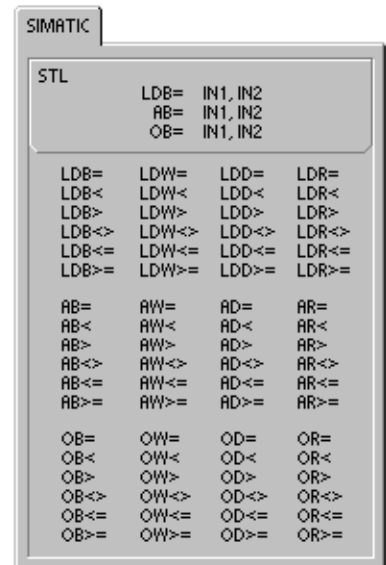 SIMATIC
STL
LDB= IN1, IN2
AB= IN1, IN2
OB= IN1, IN2
LDB= LDW= LDD= LDR=
LDB< LDW< LDD< LDR<
LDB> LDW> LDD> LDR>
LDB<> LDW<> LDD<> LDR<>
LDB<= LDW<= LDD<= LDR<=
LDB>= LDW>= LDD>= LDR>=
AB= AW= AD= AR=
AB< AW< AD< AR<
AB> AW> AD> AR>
AB<> AW<> AD<> AR<>
AB<= AW<= AD<= AR<=
AB>= AW>= AD>= AR>=
OB= OW= OD= OR=
OB< OW< OD< OR<
OB> OW> OD> OR>
OB<> OW<> OD<> OR<>
OB<= OW<= OD<= OR<=
OB>= OW>= OD>= OR>=